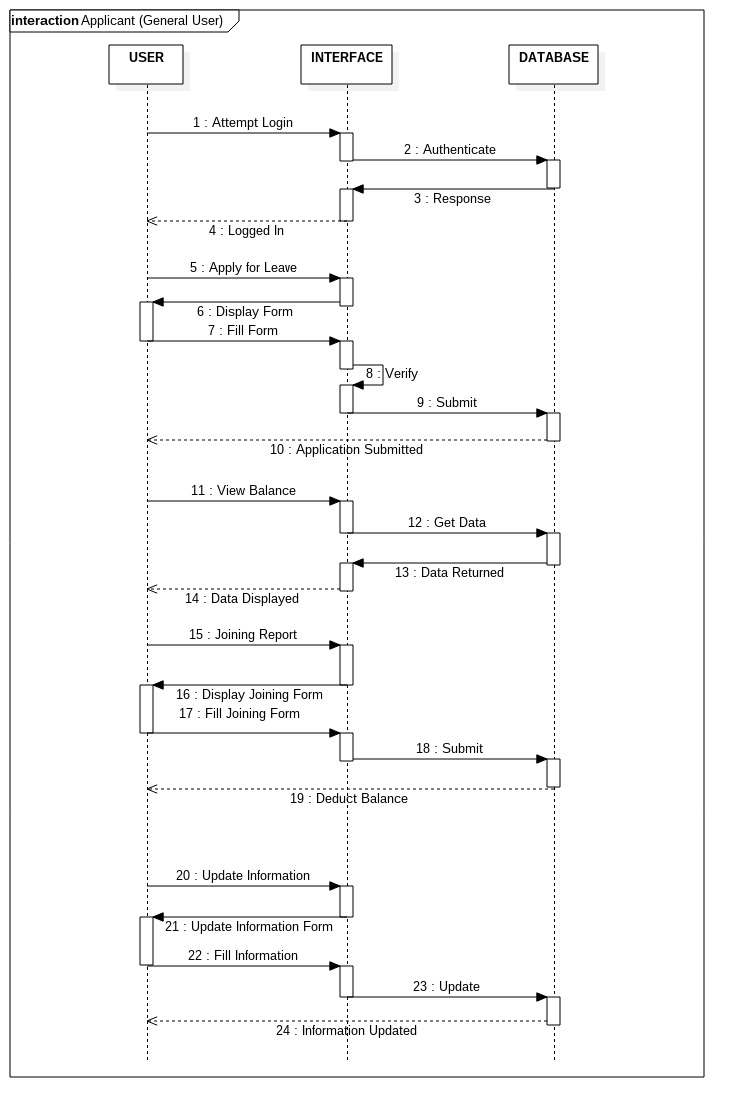 interaction Applicant (General User)
USER INTERFACE DATABASE
1 : Attempt Login
2 : Authenticate
3 : Response
4 : Logged In
5 : Apply for Leave
6 : Display Form
7 : Fill Form
8 : Verify
9 : Submit
10 : Application Submitted
11 : View Balance
12 : Get Data
13 : Data Returned
14 : Data Displayed
15 : Joining Report
16 : Display Joining Form
17 : Fill Joining Form
18 : Submit
19 : Deduct Balance
20 : Update Information
21 : Update Information Form
22 : Fill Information
23 : Update
24 : Information Updated